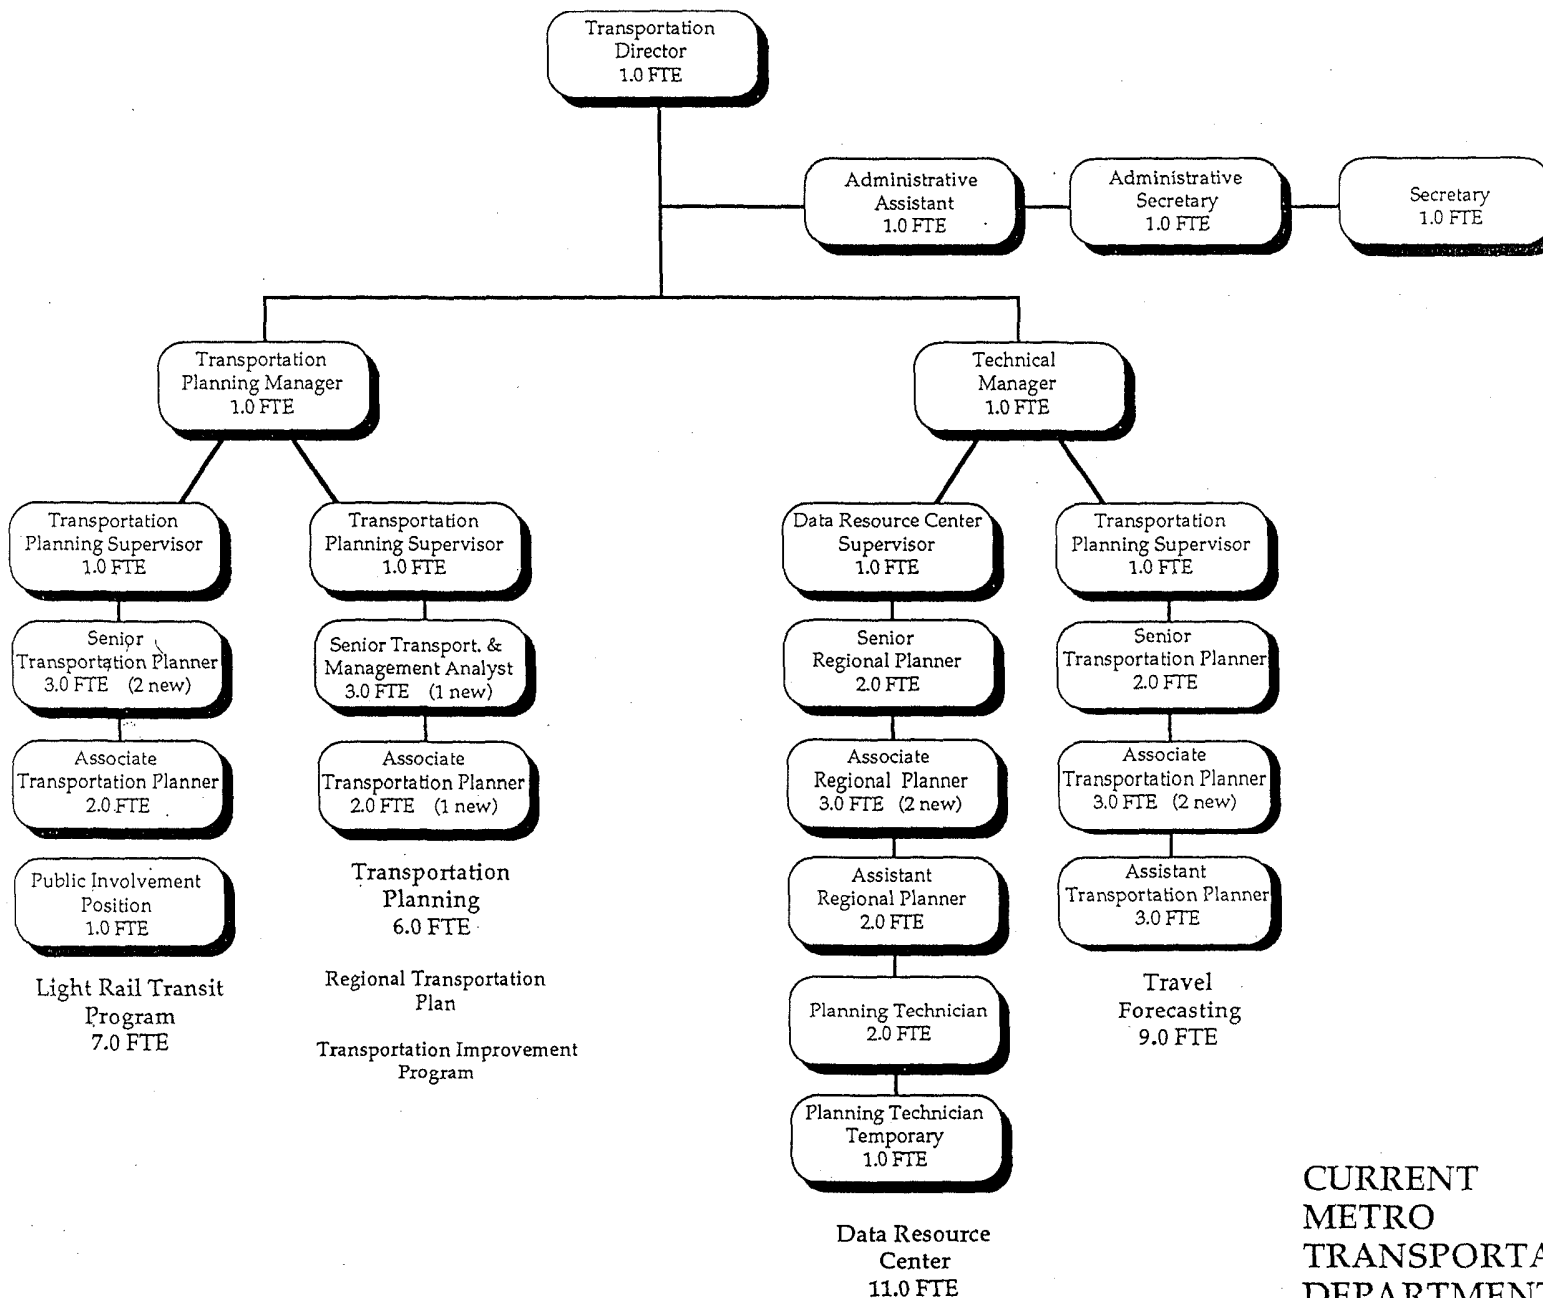 Transportation
Director
1.0 FTE
Administrative
Assistant
1.0 FTE
Administrative
Secretary
1.0 FTE
Secretary
1.0 FTE
Transportation
Planning Manager
1.0 FTE
Technical
Manager
1.0 FTE
Transportation
Planning Supervisor
1.0 FTE
Senior
Transportation Planner
3.0 FTE (2 new)
Associate
Transportation Planner
2.0 FTE
Public Involvement
Position
1.0 FTE
Light Rail Transit
Program
7.0 FTE
Transportation
Planning Supervisor
1.0 FTE
Senior Transport. &
Management Analyst
3.0 FTE (1 new)
Associate
Transportation Planner
2.0 FTE (1 new)
Transportation
Planning
6.0 FTE
Regional Transportation
Plan
Transportation Improvement
Program
Data Resource Center
Supervisor
1.0 FTE
Senior
Regional Planner
2.0 FTE
Associate
Regional Planner
3.0 FTE (2 new)
Assistant
Regional Planner
2.0 FTE
Planning Technician
2.0 FTE
Planning Technician
Temporary
1.0 FTE
Data Resource
Center
11.0 FTE
Transportation
Planning Supervisor
1.0 FTE
Senior
Transportation Planner
2.0 FTE
Associate
Transportation Planner
3.0 FTE (2 new)
Assistant
Transportation Planner
3.0 FTE
Travel
Forecasting
9.0 FTE
CURRENT
METRO
TRANSPORTA
DEPARTMENT